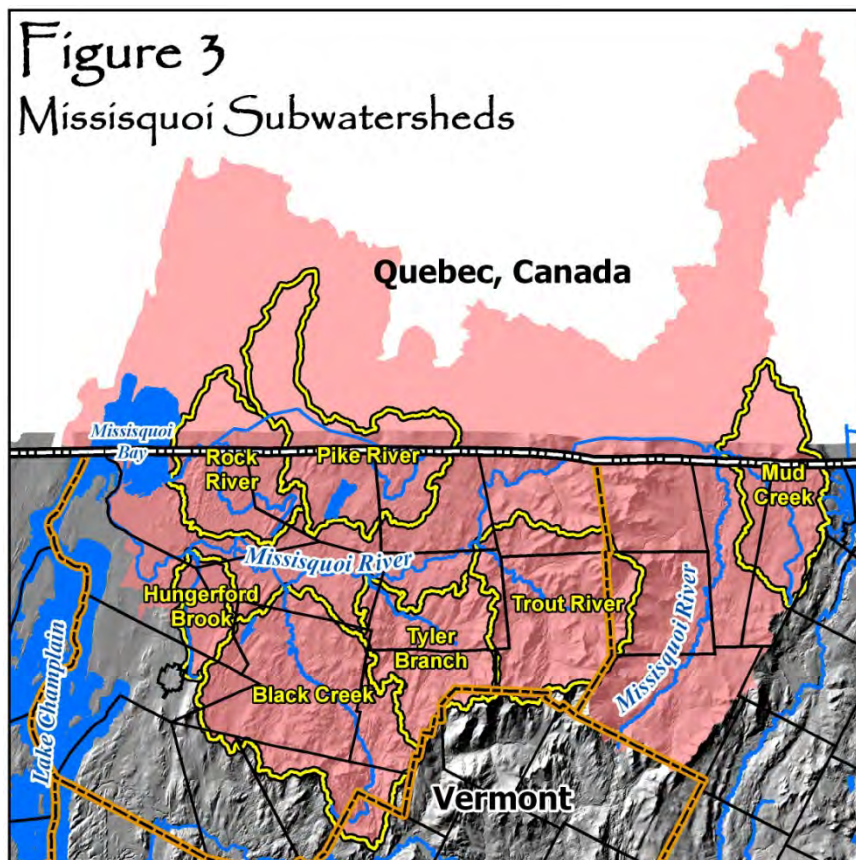 Figure 3
Missisquoi Subwatersheds
Quebec, Canada
Missisquoi
Bay
Rock
River
Pike River
Mud
Creek
Missisquoi River
Hungerford
Brook
Trout River
Tyler
Branch
Missisquoi River
Black Creek
Lake Champlain
Vermont